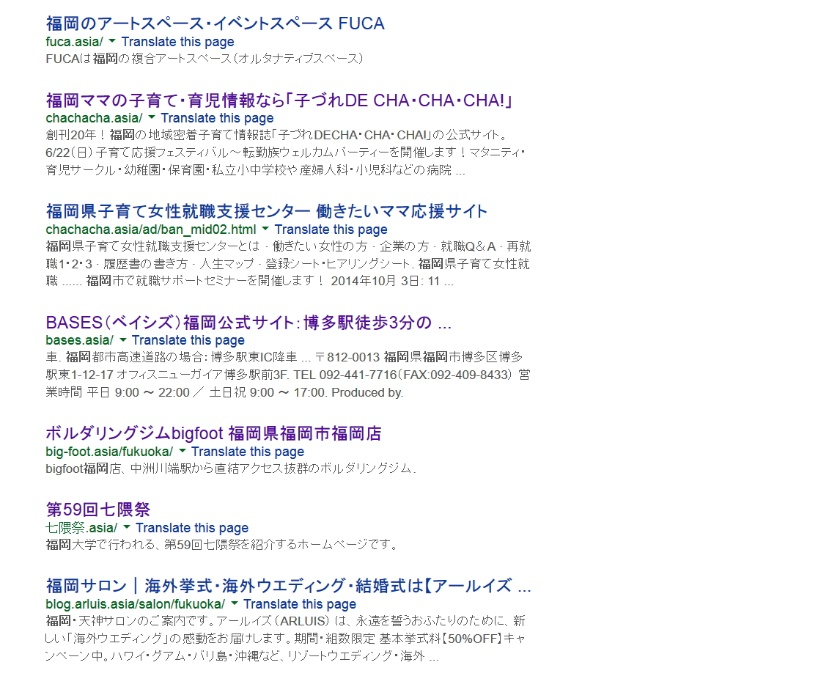 福岡のアートスペース・イベントスペース FUCA
fuca.asia/ ▼ Translate this page
FUCAは福岡の複合アートスペース（オルタナティブスペース）
福岡ママの子育て・育児情報なら「子づれDE CHA・CHA・CHA!」
chachacha.asia/ ▼ Translate this page
創刊20年！福岡の地域密着子育て情報誌「子づれDECHA・CHA・CHA!」の公式サイト。
6/22（日）子育て応援フェスティバル～転勤族ウェルカムパーティーを開催します！マタニティ・
育児サークル・幼稚園・保育園・私立小中学校や産婦人科・小児科などの病院 ...
福岡県子育て女性就職支援センター 働きたいママ応援サイト
chachacha.asia/ad/ban_mid02.html ▼ Translate this page
福岡県子育て女性就職支援センターとは - 働きたい女性の方 - 企業の方 - 就職Q&A - 再就
職1・2・3 - 履歴書の書き方 - 人生マップ - 登録シート・ヒアリングシート. 福岡県子育て女性就
職 ...... 福岡市で就職サポートセミナーを開催します！ 2014年10月 3日: 11 ...
BASES（ベイシズ）福岡公式サイト：博多駅徒歩3分の ...
bases.asia/ ▼ Translate this page
車. 福岡都市高速道路の場合：博多駅東IC降車 ... 〒812-0013 福岡県福岡市博多区博多
駅東1-12-17 オフィスニューガイア博多駅前3F. TEL 092-441-7716（FAX:092-409-8433） 営
業時間 平日 9:00 ～ 22:00 ／ 土日祝 9:00 ～ 17:00. Produced by.
ボルダリングジムbigfoot 福岡県福岡市福岡店
big-foot.asia/fukuoka/ ▼ Translate this page
bigfoot福岡店、中洲川端駅から直結アクセス抜群のボルダリングジム.
第59回七隈祭
七隈祭.asia/ ▼ Translate this page
福岡大学で行われる、第59回七隈祭を紹介するホームページです。
福岡サロン｜海外挙式・海外ウエディング・結婚式は【アールイズ ...
blog.arluis.asia/salon/fukuoka/ ▼ Translate this page
福岡・天神サロンのご案内です。アールイズ（ARLUIS） は、永遠を誓うおふたりのために、新
しい「海外ウエディング」の感動をお届けします。期間・組数限定 基本挙式料【50%OFF】キャ
ンペーン中。ハワイ・グアム・バリ島・沖縄など、リゾートウエディング・海外 ...